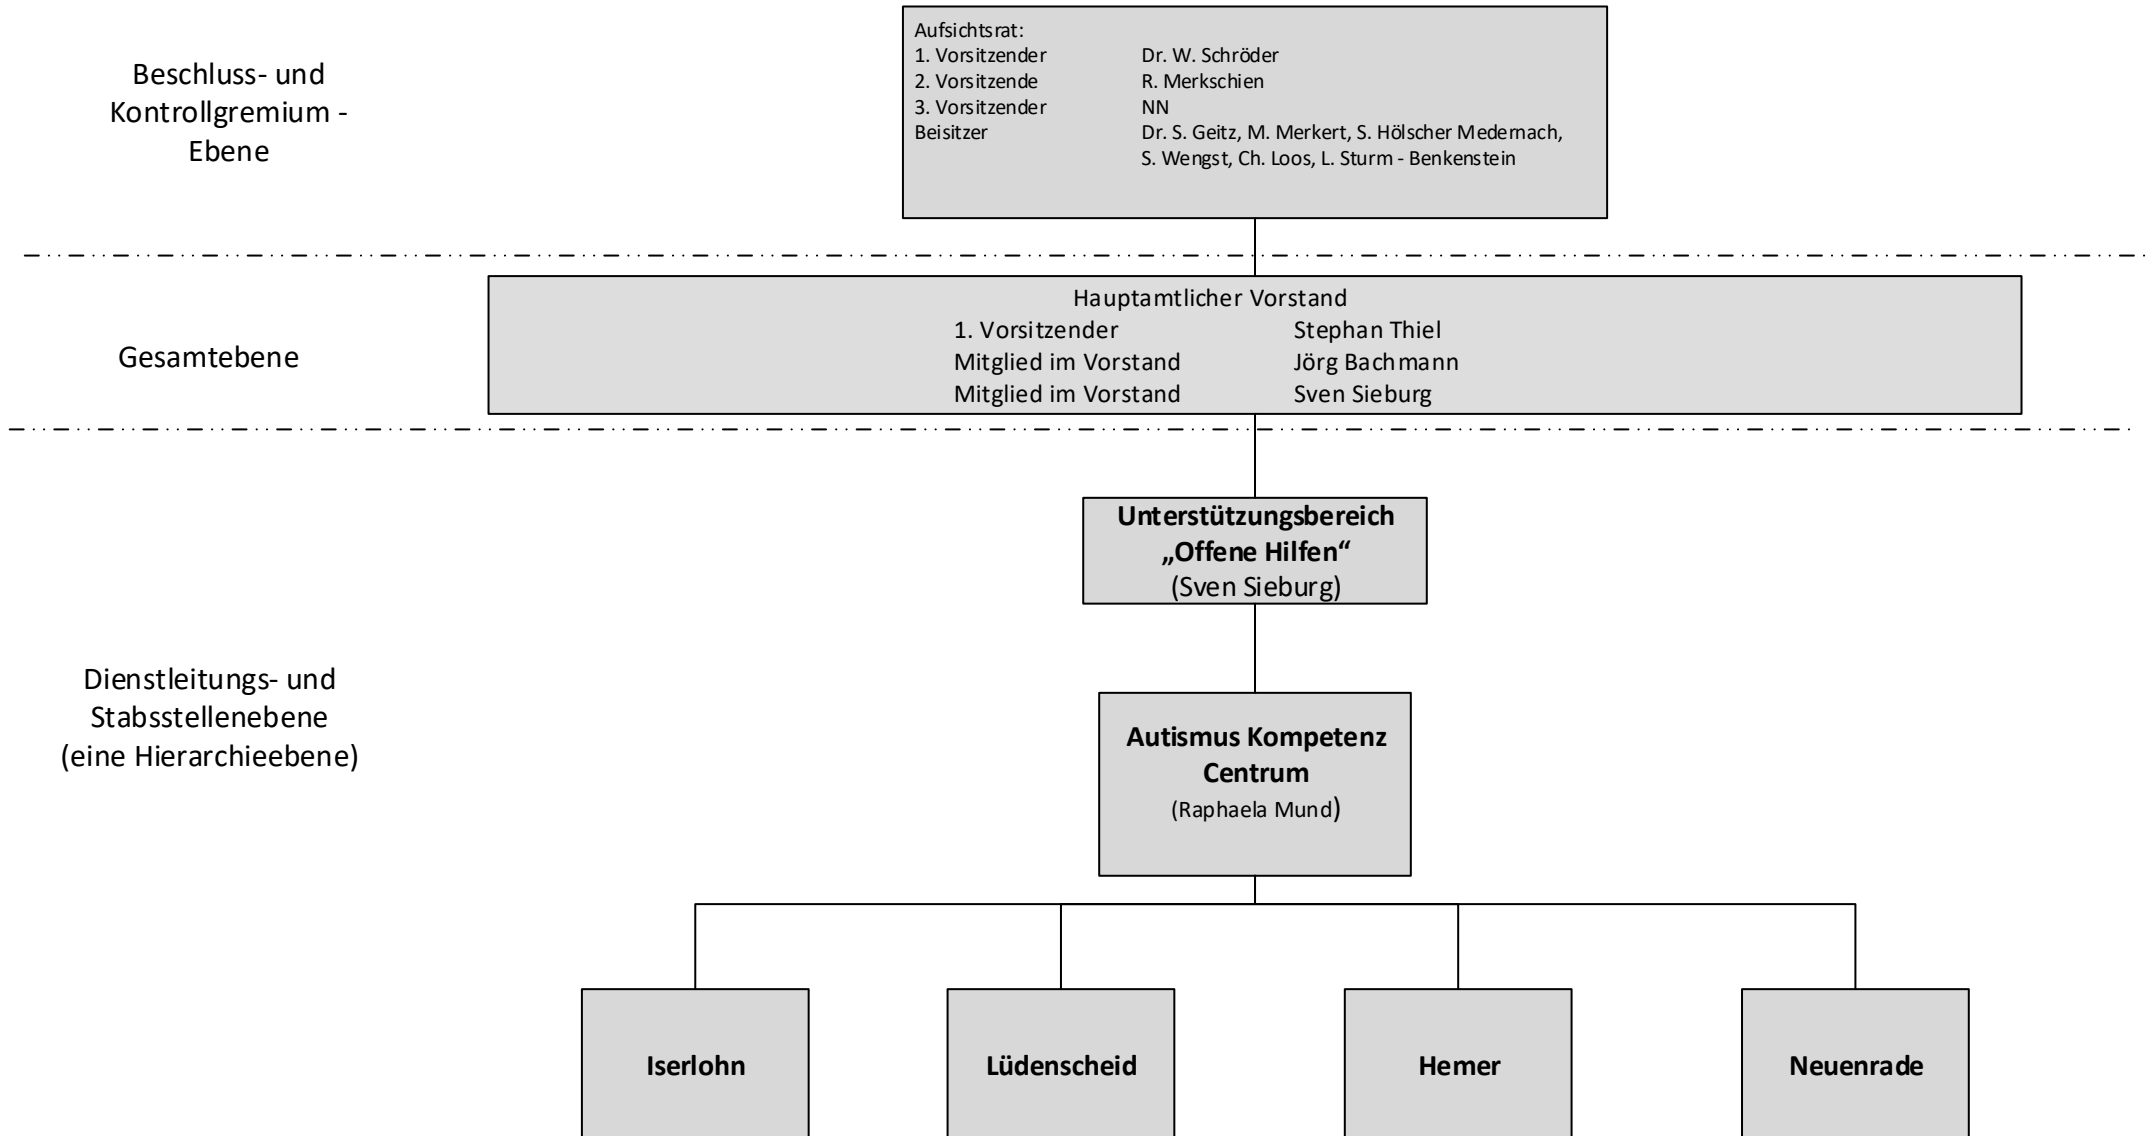 Beschluss- und
Kontrollgremium -
Ebene
Aufsichtsrat:
1. Vorsitzender Dr. W. Schröder
2. Vorsitzende R. Merkschien
3. Vorsitzender NN
Beisitzer Dr. S. Geitz, M. Merkert, S. Hölscher Medernach,
S. Wengst, Ch. Loos, L. Sturm - Benkenstein
Gesamtebene
Hauptamtlicher Vorstand
1. Vorsitzender Stephan Thiel
Mitglied im Vorstand Jörg Bachmann
Mitglied im Vorstand Sven Sieburg
Unterstützungsbereich
„Offene Hilfen“
(Sven Sieburg)
Dienstleitungs- und
Stabsstellenebene
(eine Hierarchieebene)
Autismus Kompetenz
Centrum
(Raphaela Mund)
Iserlohn
Lüdenscheid
Hemer
Neuenrade